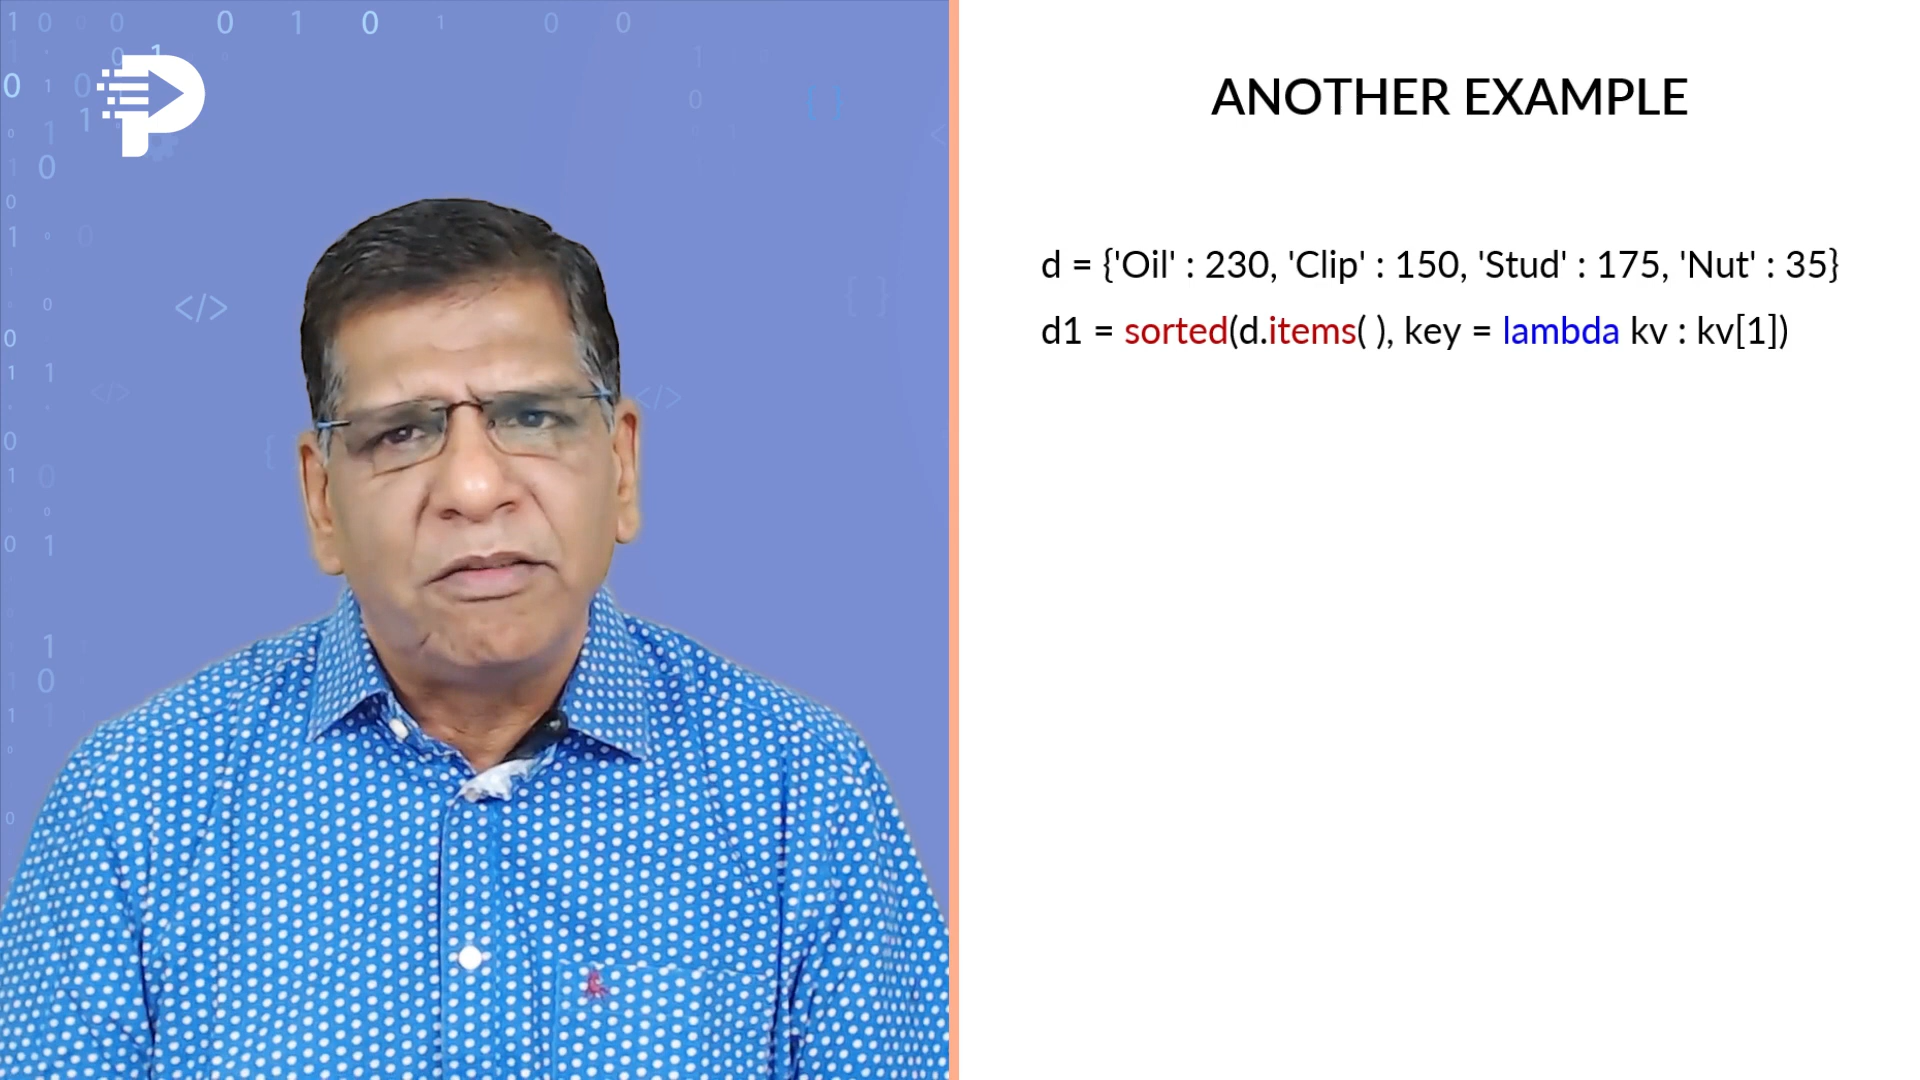 ANOTHER EXAMPLE
d = {'Oil' : 230, 'Clip' : 150, 'Stud' : 175, 'Nut' : 35}
d1 = sorted(d.items( ), key = lambda kv : kv[1])